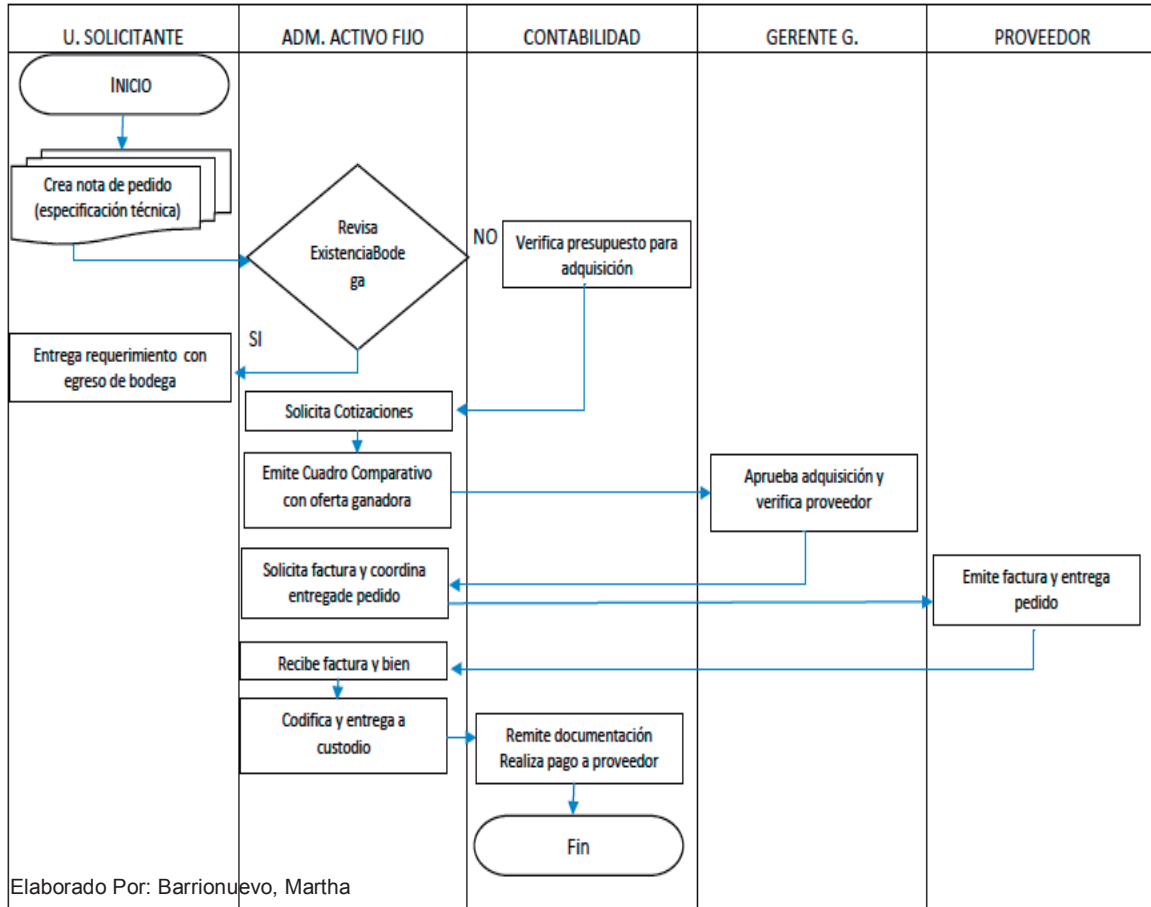 U. SOLICITANTE
ADM. ACTIVO FIJO
CONTABILIDAD
GERENTE G.
PROVEEDOR
INICIO
Crea nota de pedido
(especificación técnica)
Revisa
ExistenciaBode
ga
NO
Verifica presupuesto para
adquisición
SI
Entrega requerimiento con
egreso de bodega
Solicita Cotizaciones
Emite Cuadro Comparativo
con oferta ganadora
Aprueba adquisición y
verifica proveedor
Solicita factura y coordina
entregade pedido
Emite factura y entrega
pedido
Recibe factura y bien
Codifica y entrega a
custodio
Remite documentación
Realiza pago a proveedor
Fin
Elaborado Por: Barrionuevo, Martha